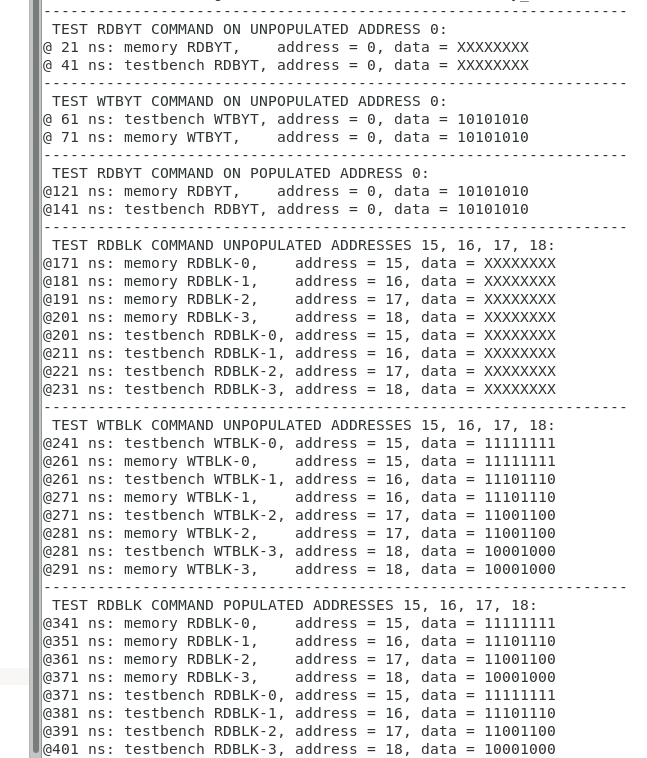 --------------------------------------------------------------------
TEST RDBYT COMMAND ON UNPOPULATED ADDRESS 0:
@ 21 ns: memory RDBYT,    address = 0, data = XXXXXXXX
@ 41 ns: testbench RDBYT, address = 0, data = XXXXXXXX
--------------------------------------------------------------------
TEST WTBYT COMMAND ON UNPOPULATED ADDRESS 0:
@ 61 ns: testbench WTBYT, address = 0, data = 10101010
@ 71 ns: memory WTBYT,    address = 0, data = 10101010
--------------------------------------------------------------------
TEST RDBYT COMMAND ON POPULATED ADDRESS 0:
@121 ns: memory RDBYT,    address = 0, data = 10101010
@141 ns: testbench RDBYT, address = 0, data = 10101010
--------------------------------------------------------------------
TEST RDBLK COMMAND UNPOPULATED ADDRESSES 15, 16, 17, 18:
@171 ns: memory RDBLK-0,    address = 15, data = XXXXXXXX
@181 ns: memory RDBLK-1,    address = 16, data = XXXXXXXX
@191 ns: memory RDBLK-2,    address = 17, data = XXXXXXXX
@201 ns: memory RDBLK-3,    address = 18, data = XXXXXXXX
@201 ns: testbench RDBLK-0, address = 15, data = XXXXXXXX
@211 ns: testbench RDBLK-1, address = 16, data = XXXXXXXX
@221 ns: testbench RDBLK-2, address = 17, data = XXXXXXXX
@231 ns: testbench RDBLK-3, address = 18, data = XXXXXXXX
--------------------------------------------------------------------
TEST WTBLK COMMAND UNPOPULATED ADDRESSES 15, 16, 17, 18:
@241 ns: testbench WTBLK-0, address = 15, data = 11111111
@261 ns: memory WTBLK-0,    address = 15, data = 11111111
@261 ns: testbench WTBLK-1, address = 16, data = 11101110
@271 ns: memory WTBLK-1,    address = 16, data = 11101110
@271 ns: testbench WTBLK-2, address = 17, data = 11001100
@281 ns: memory WTBLK-2,    address = 17, data = 11001100
@281 ns: testbench WTBLK-3, address = 18, data = 10001000
@291 ns: memory WTBLK-3,    address = 18, data = 10001000
--------------------------------------------------------------------
TEST RDBLK COMMAND POPULATED ADDRESSES 15, 16, 17, 18:
@341 ns: memory RDBLK-0,    address = 15, data = 11111111
@351 ns: memory RDBLK-1,    address = 16, data = 11101110
@361 ns: memory RDBLK-2,    address = 17, data = 11001100
@371 ns: memory RDBLK-3,    address = 18, data = 10001000
@371 ns: testbench RDBLK-0, address = 15, data = 11111111
@381 ns: testbench RDBLK-1, address = 16, data = 11101110
@391 ns: testbench RDBLK-2, address = 17, data = 11001100
@401 ns: testbench RDBLK-3, address = 18, data = 10001000